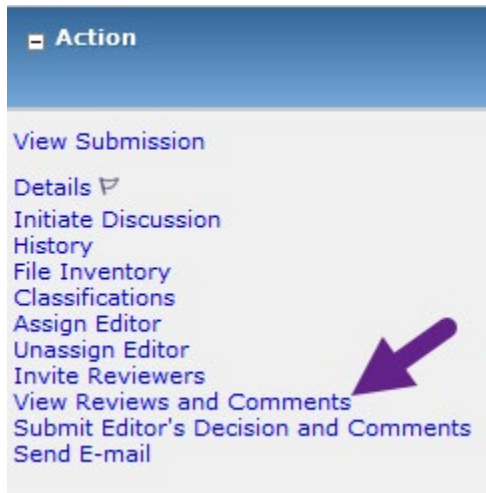 Action
View Submission
Details
Initiate Discussion
History
File Inventory
Classifications
Assign Editor
Unassign Editor
Invite Reviewers
View Reviews and Comments
Submit Editor's Decision and Comments
Send E-mail